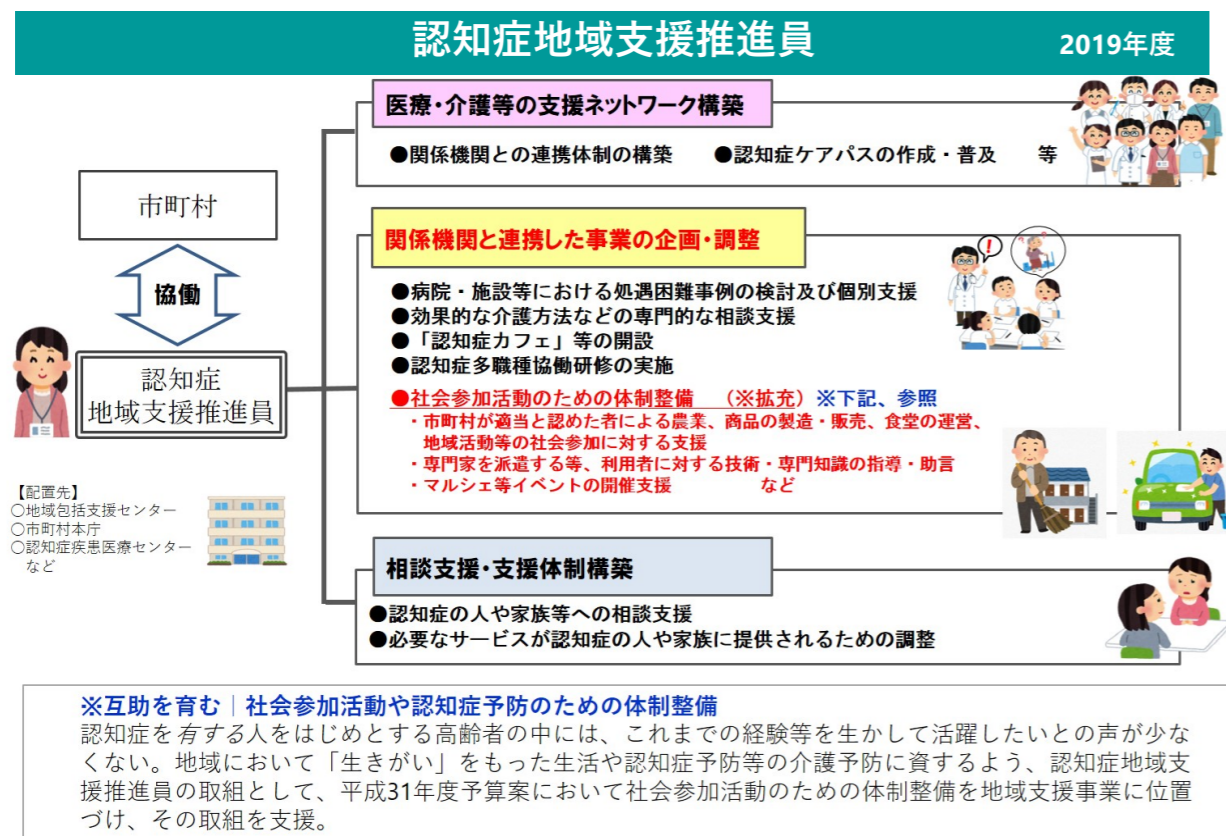 認知症地域支援推進員
2019年度
医療・介護等の支援ネットワーク構築
●関係機関との連携体制の構築　●認知症ケアパスの作成・普及　等
市町村
協働
認知症
地域支援推進員
【配置先】
○地域包括支援センター
○市町村本庁
○認知症疾患医療センター
など
関係機関と連携した事業の企画・調整
●病院・施設等における処遇困難事例の検討及び個別支援
●効果的な介護方法などの専門的な相談支援
●「認知症カフェ」等の開設
●認知症多職種協働研修の実施
●社会参加活動のための体制整備　（※拡充）※下記、参照
・市町村が適当と認めた者による農業、商品の製造・販売、食堂の運営、
地域活動等の社会参加に対する支援
・専門家を派遣する等、利用者に対する技術・専門知識の指導・助言
・マルシェ等イベントの開催支援　など
相談支援・支援体制構築
●認知症の人や家族等への相談支援
●必要なサービスが認知症の人や家族に提供されるための調整
※互助を育む｜社会参加活動や認知症予防のための体制整備
認知症を有する人をはじめとする高齢者の中には、これまでの経験等を生かして活躍したいとの声が少な
くない。地域において「生きがい」をもった生活や認知症予防等の介護予防に資するよう、認知症地域支
援推進員の取組として、平成31年度予算案において社会参加活動のための体制整備を地域支援事業に位置
づけ、その取組を支援。